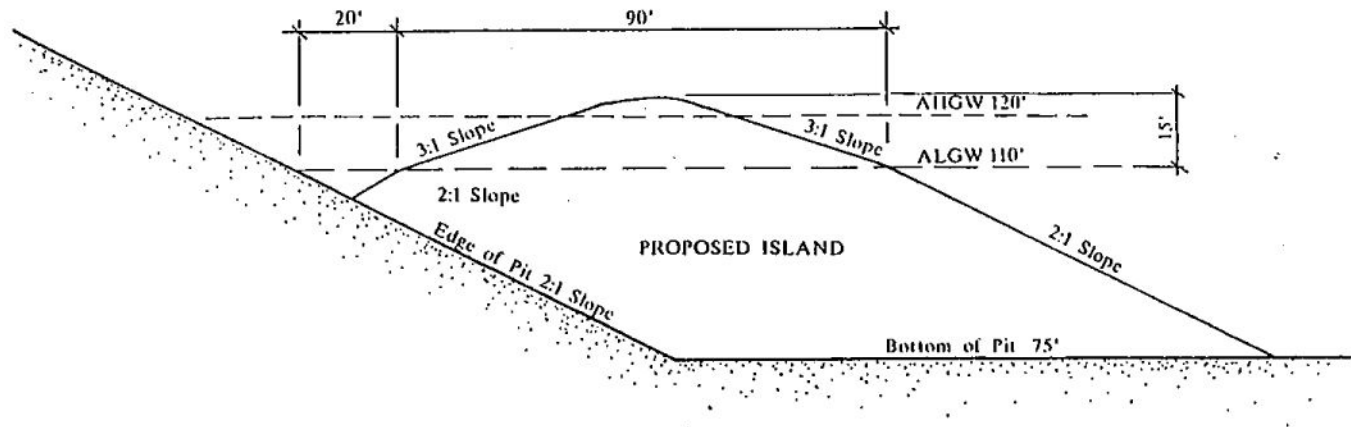 20'
90'
AHGW 120'
15'
3:1 Slope
3:1 Slope
ALGW 110'
2:1 Slope
PROPOSED ISLAND
2:1 Slope
Edge of Pit 2:1 Slope
Bottom of Pit 75'